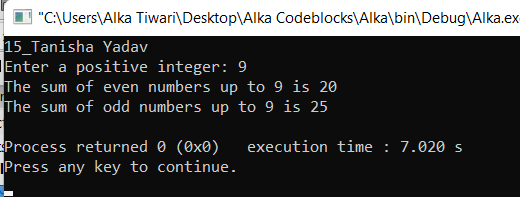 "C:\Users\Alka Tiwari\Desktop\Alka Codeblocks\Alka\bin\Debug\Alka.exe
15_Tanisha Yadav
Enter a positive integer: 9
The sum of even numbers up to 9 is 20
The sum of odd numbers up to 9 is 25
Process returned 0 (0x0)   execution time : 7.020 s
Press any key to continue.